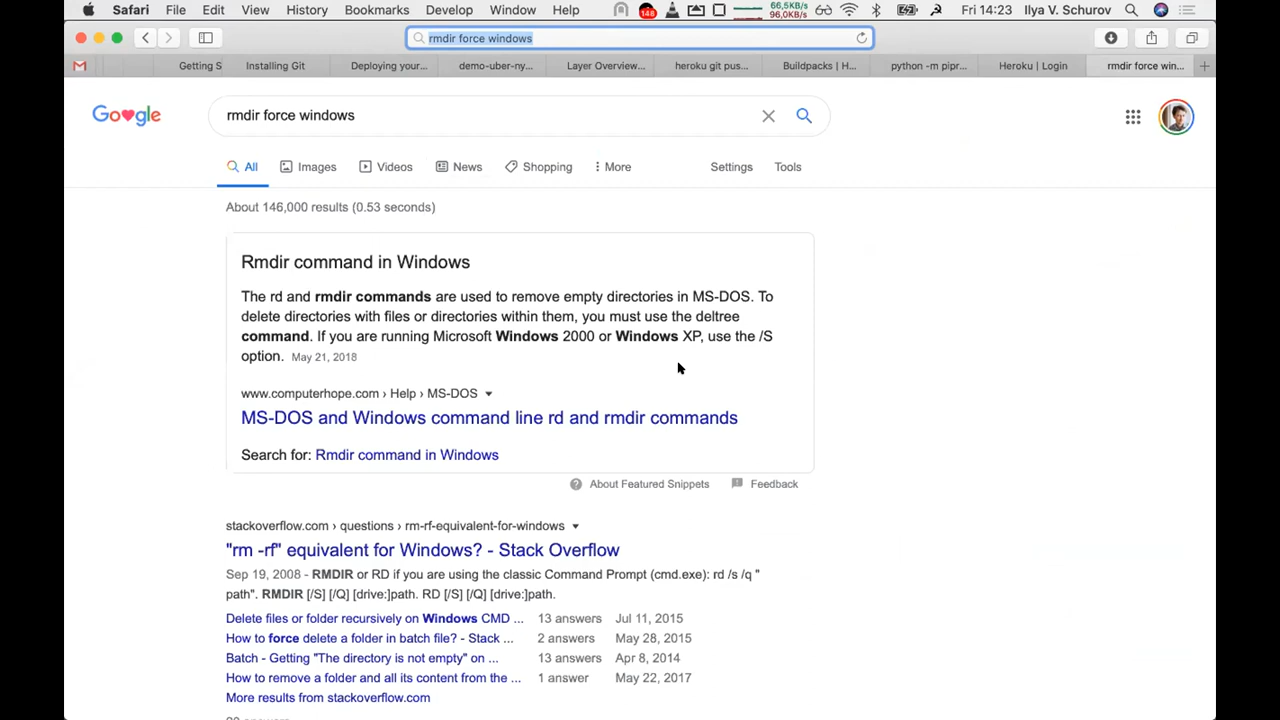 Safari File Edit View History Bookmarks Develop Window Help 148 66,5KB/s 96,0KB/s Fri 14:23 Ilya V. Schurov
rmdir force windows
Getting S Installing Git Deploying your... demo-uber-ny... Layer Overview... heroku git pus... Buildpacks | H... python -m pipr... Heroku | Login rmdir force win...
Google rmdir force windows
All Images Videos News Shopping More Settings Tools
About 146,000 results (0.53 seconds)
Rmdir command in Windows
The rd and rmdir commands are used to remove empty directories in MS-DOS. To
delete directories with files or directories within them, you must use the deltree
command. If you are running Microsoft Windows 2000 or Windows XP, use the /S
option. May 21, 2018
www.computerhope.com › Help › MS-DOS
MS-DOS and Windows command line rd and rmdir commands
Search for: Rmdir command in Windows
About Featured Snippets Feedback
stackoverflow.com › questions › rm-rf-equivalent-for-windows
"rm -rf" equivalent for Windows? - Stack Overflow
Sep 19, 2008 - RMDIR or RD if you are using the classic Command Prompt (cmd.exe): rd /s /q "
path". RMDIR [/S] [/Q] [drive:]path. RD [/S] [/Q] [drive:]path.
Delete files or folder recursively on Windows CMD ... 13 answers Jul 11, 2015
How to force delete a folder in batch file? - Stack ... 2 answers May 28, 2015
Batch - Getting "The directory is not empty" on ... 13 answers Apr 8, 2014
How to remove a folder and all its content from the ... 1 answer May 22, 2017
More results from stackoverflow.com